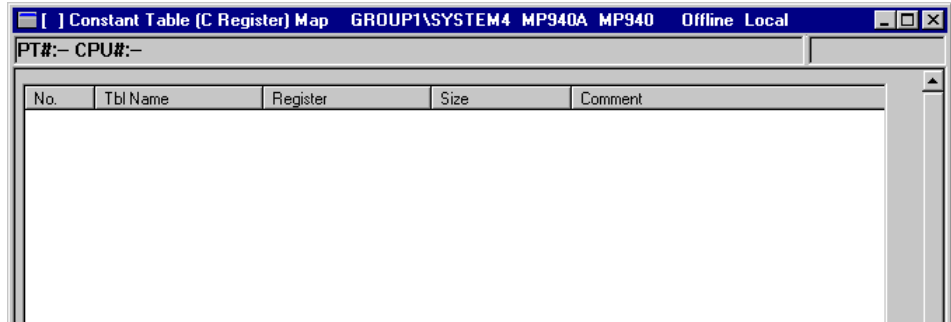 [ ] Constant Table (C Register) Map GROUP1\SYSTEM4 MP940A MP940 Offline Local
PT#:– CPU#:–
No. Tbl Name Register Size Comment